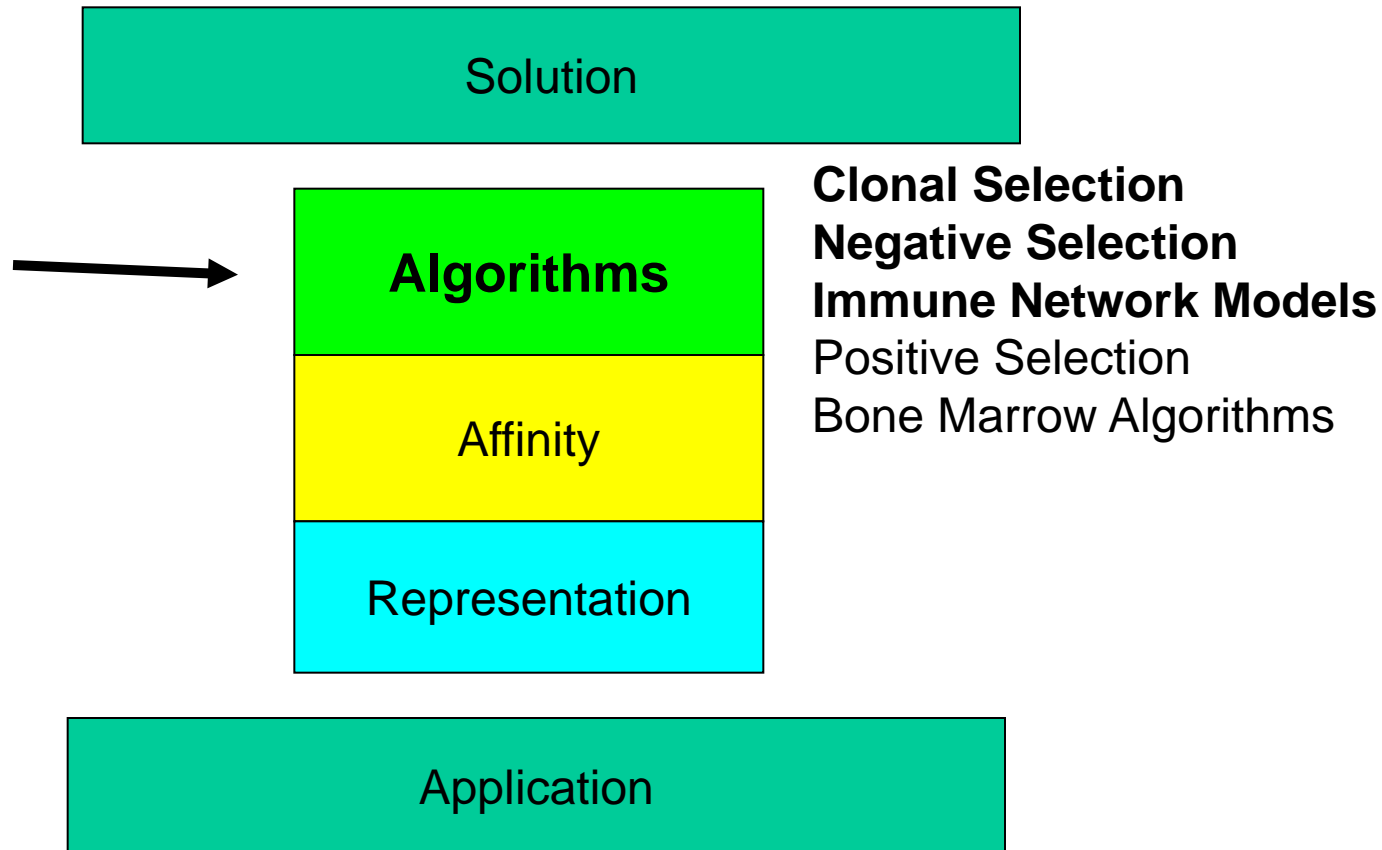 Solution
Algorithms
Clonal Selection
Negative Selection
Immune Network Models
Positive Selection
Bone Marrow Algorithms
Affinity
Representation
Application